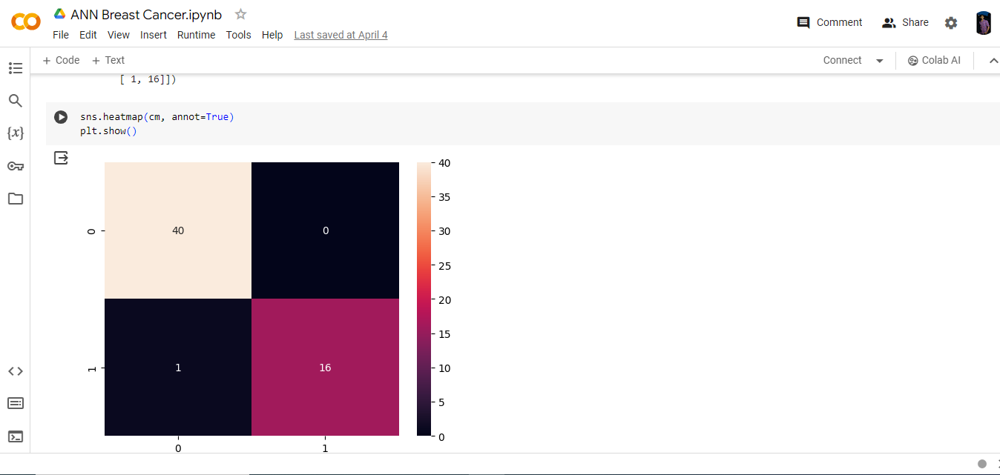 ANN Breast Cancer.ipynb
File Edit View Insert Runtime Tools Help Last saved at April 4
Comment Share
+ Code + Text
Connect Colab AI
[ 1, 16]])
sns.heatmap(cm, annot=True)
plt.show()
{x}
40
35
30
25
20
15
10
5
0
0
40 0
1
1 16
0 1